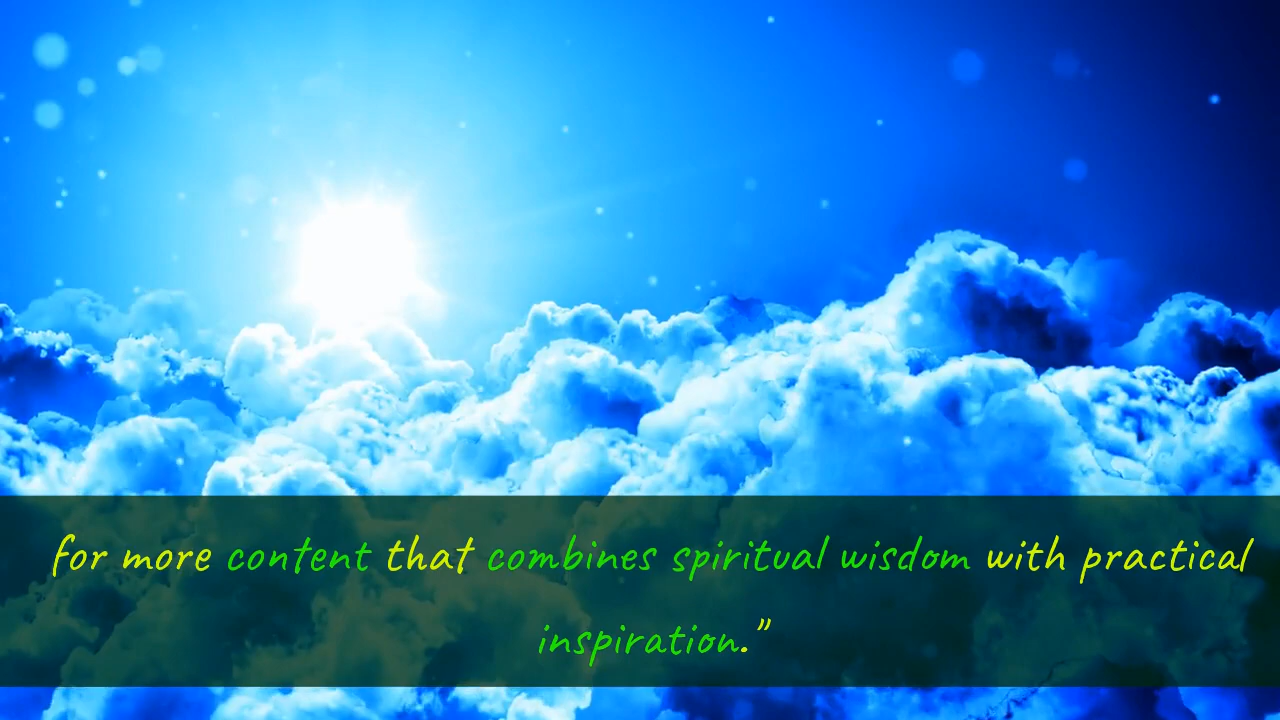 for more content that combines spiritual wisdom with practical
inspiration."